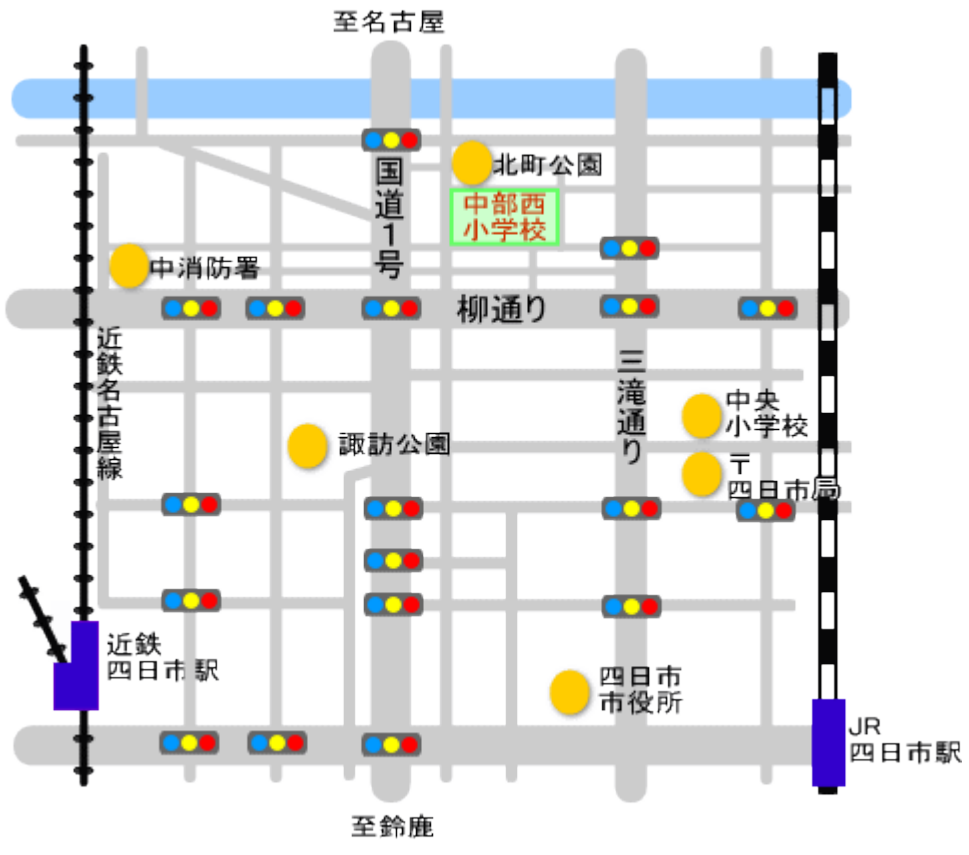 至名古屋
国道1号
北町公園
中部西
小学校
中消防署
柳通り
近鉄名古屋線
三滝通り
中央
小学校
諏訪公園
〒
四日市局
近鉄
四日市駅
四日市
市役所
JR
四日市駅
至鈴鹿